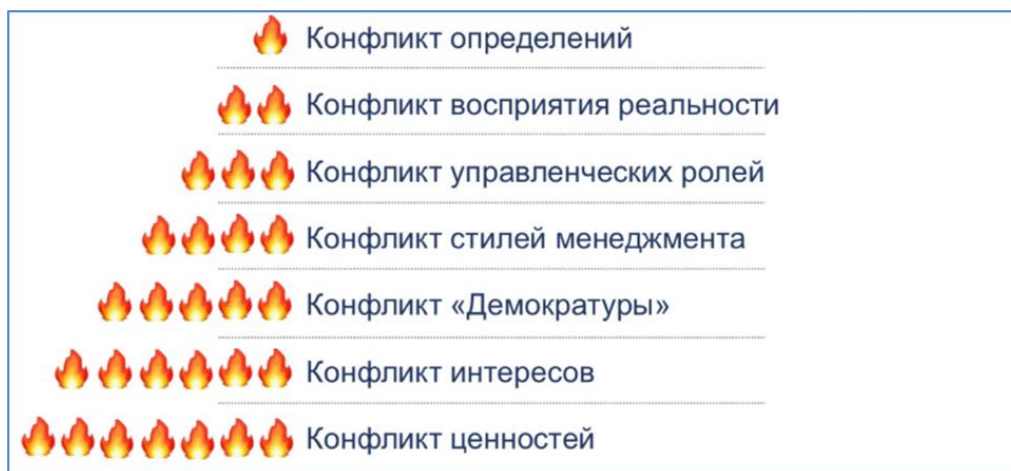 Конфликт определений
Конфликт восприятия реальности
Конфликт управленческих ролей
Конфликт стилей менеджмента
Конфликт «Демократуры»
Конфликт интересов
Конфликт ценностей